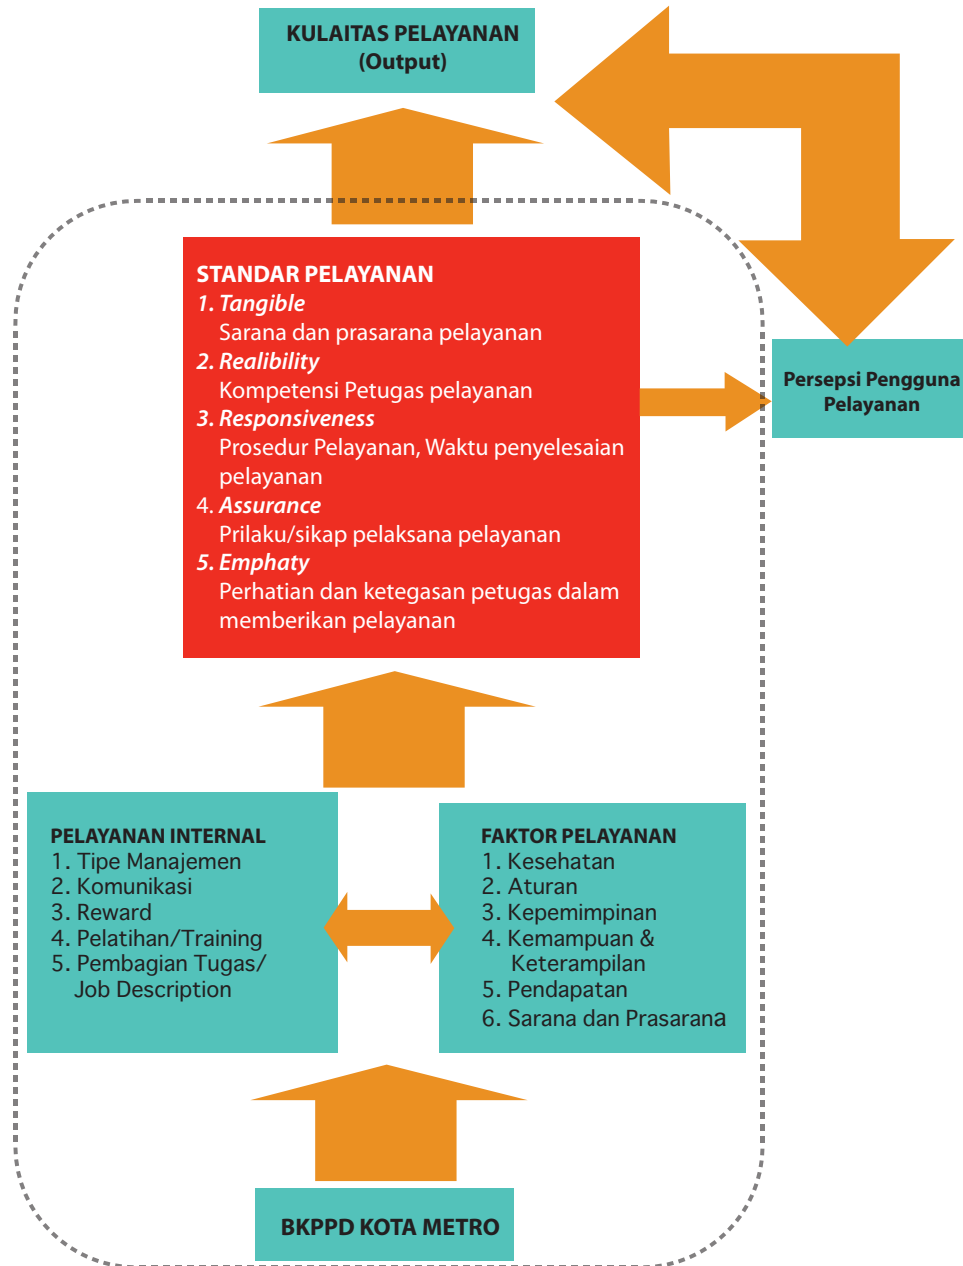 KULAITAS PELAYANAN
(Output)
STANDAR PELAYANAN
1. Tangible
Sarana dan prasarana pelayanan
2. Realibility
Kompetensi Petugas pelayanan
3. Responsiveness
Prosedur Pelayanan, Waktu penyelesaian
pelayanan
4. Assurance
Prilaku/sikap pelaksana pelayanan
5. Emphaty
Perhatian dan ketegasan petugas dalam
memberikan pelayanan
Persepsi Pengguna
Pelayanan
PELAYANAN INTERNAL
1. Tipe Manajemen
2. Komunikasi
3. Reward
4. Pelatihan/Training
5. Pembagian Tugas/
Job Description
FAKTOR PELAYANAN
1. Kesehatan
2. Aturan
3. Kepemimpinan
4. Kemampuan &
Keterampilan
5. Pendapatan
6. Sarana dan Prasarana
BKPPD KOTA METRO